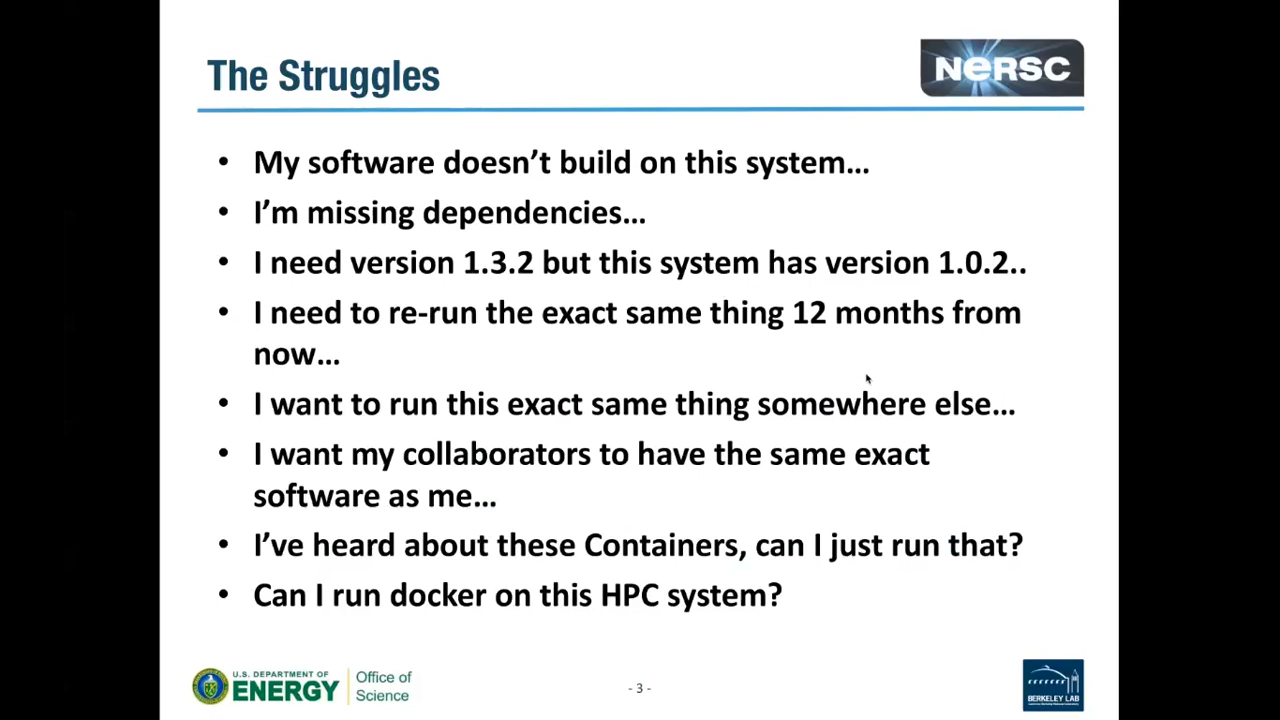 The Struggles
NERSC
• My software doesn’t build on this system…
• I’m missing dependencies…
• I need version 1.3.2 but this system has version 1.0.2..
• I need to re-run the exact same thing 12 months from
now…
• I want to run this exact same thing somewhere else…
• I want my collaborators to have the same exact
software as me…
• I’ve heard about these Containers, can I just run that?
• Can I run docker on this HPC system?
U.S. DEPARTMENT OF
ENERGY
Office of
Science
- 3 -
BERKELEY LAB